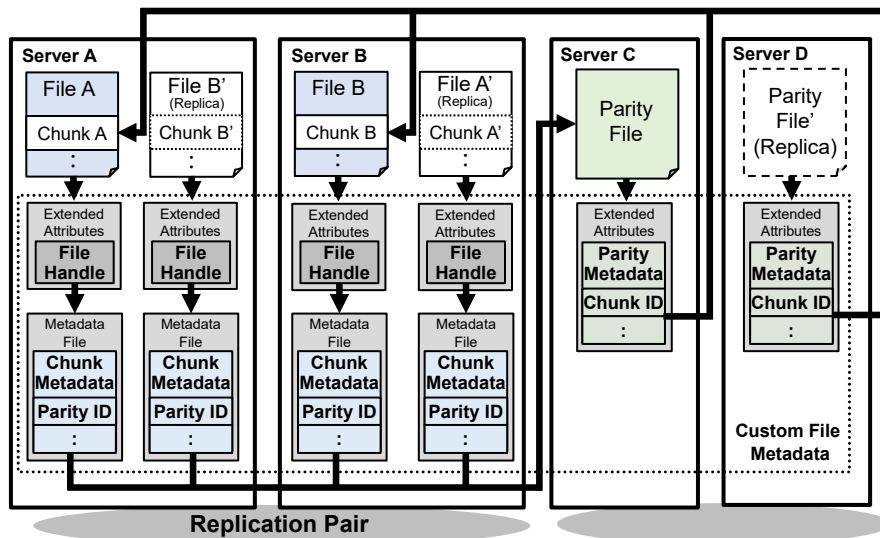 Server A
File A
Chunk A
:
File B’
(Replica)
Chunk B'
:
Extended
Attributes
File
Handle
Extended
Attributes
File
Handle
Metadata
File
Chunk
Metadata
Parity ID
:
Metadata
File
Chunk
Metadata
Parity ID
:
Server B
File B
Chunk B
:
File A’
(Replica)
Chunk A’
:
Extended
Attributes
File
Handle
Extended
Attributes
File
Handle
Metadata
File
Chunk
Metadata
Parity ID
:
Metadata
File
Chunk
Metadata
Parity ID
:
Server C
Parity
File
Extended
Attributes
Parity
Metadata
Chunk ID
:
Server D
Parity
File’
(Replica)
Extended
Attributes
Parity
Metadata
Chunk ID
:
Custom File
Metadata
Replication Pair